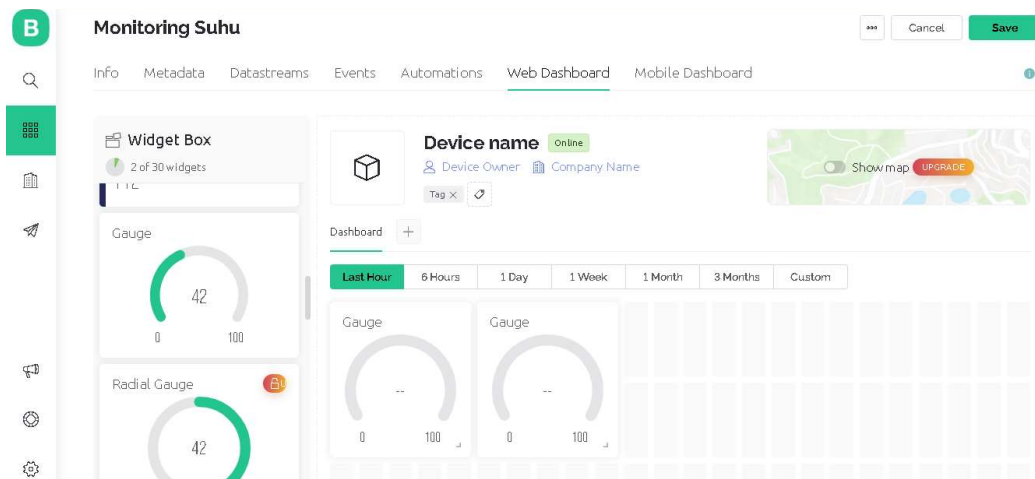 B
Monitoring Suhu
Cancel
Save
Info Metadata Datastreams Events Automations Web Dashboard Mobile Dashboard
Widget Box
2 of 30 widgets
Gauge
42
0 100
Radial Gauge
42
Device name Online
Device Owner Company Name
Tag ×
Show map UPGRADE
Dashboard +
Last Hour 6 Hours 1 Day 1 Week 1 Month 3 Months Custom
Gauge
--
0 100
Gauge
--
0 100